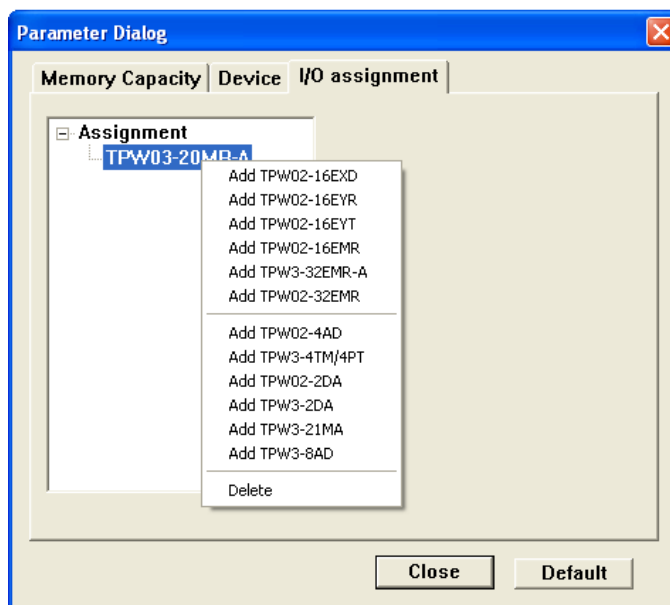 Parameter Dialog
Memory Capacity Device I/O assignment
Assignment
TPW03-20MR-A
Add TPW02-16EXD
Add TPW02-16EYR
Add TPW02-16EYT
Add TPW02-16EMR
Add TPW3-32EMR-A
Add TPW02-32EMR
Add TPW02-4AD
Add TPW3-4TM/4PT
Add TPW02-2DA
Add TPW3-2DA
Add TPW3-21MA
Add TPW3-8AD
Delete
Close Default